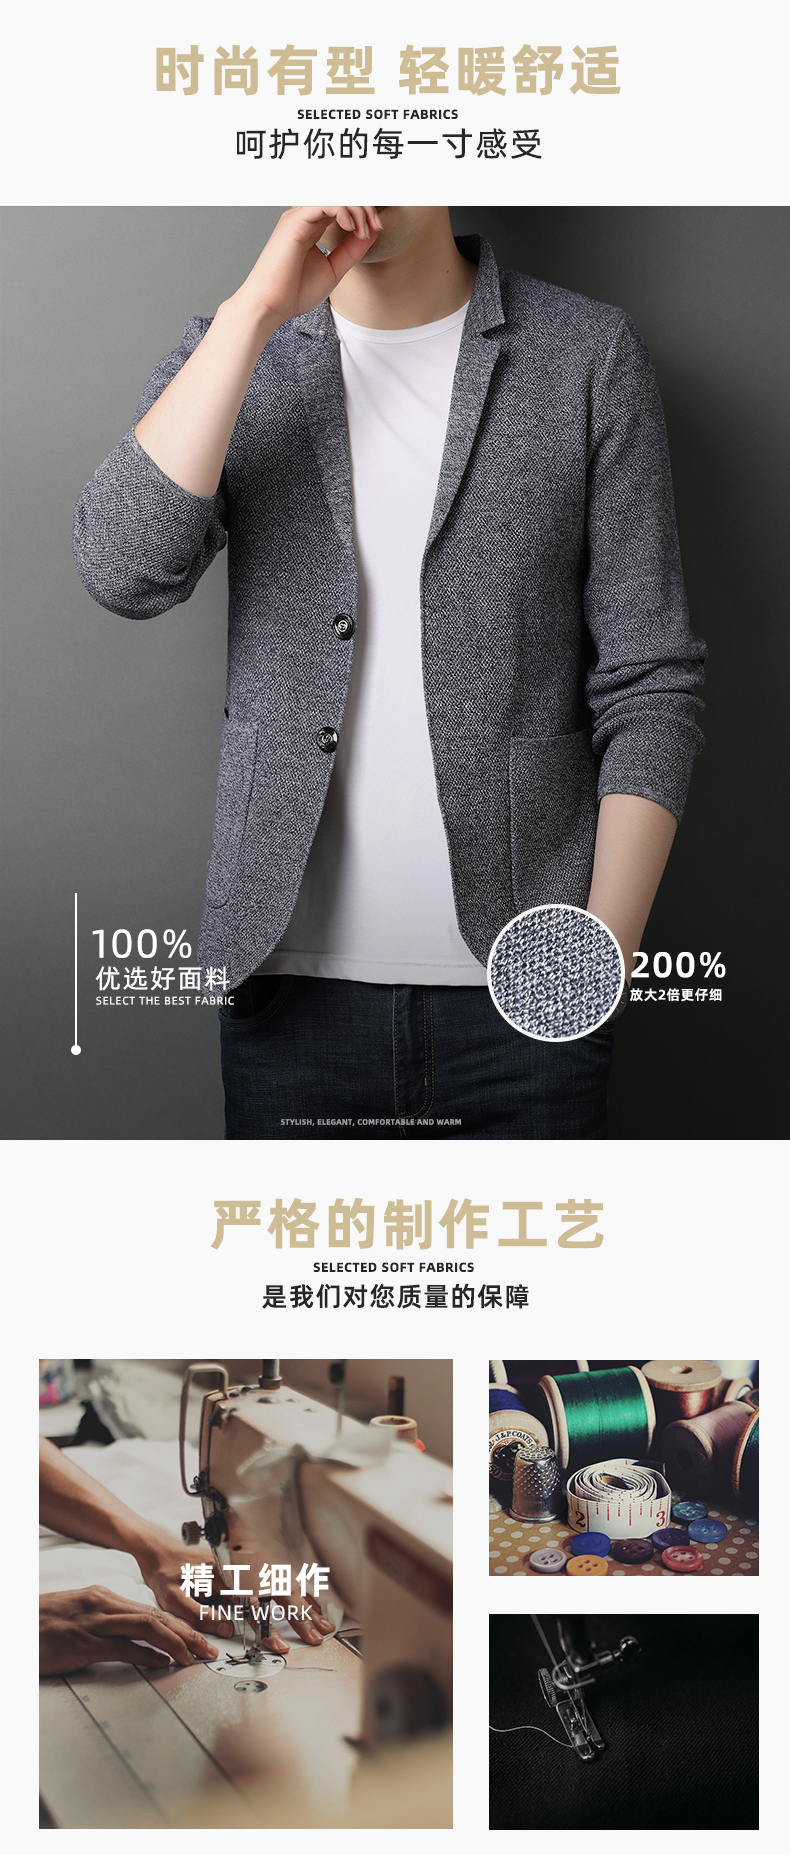 时尚有型 轻暖舒适
SELECTED SOFT FABRICS
呵护你的每一寸感受
100%
优选好面料
SELECT THE BEST FABRIC
200%
放大2倍更仔细
STYLISH, ELEGANT, COMFORTABLE AND WARM
严格的制作工艺
SELECTED SOFT FABRICS
是我们对您质量的保障
精工细作
FINE WORK
J.&P.COATS
2
3